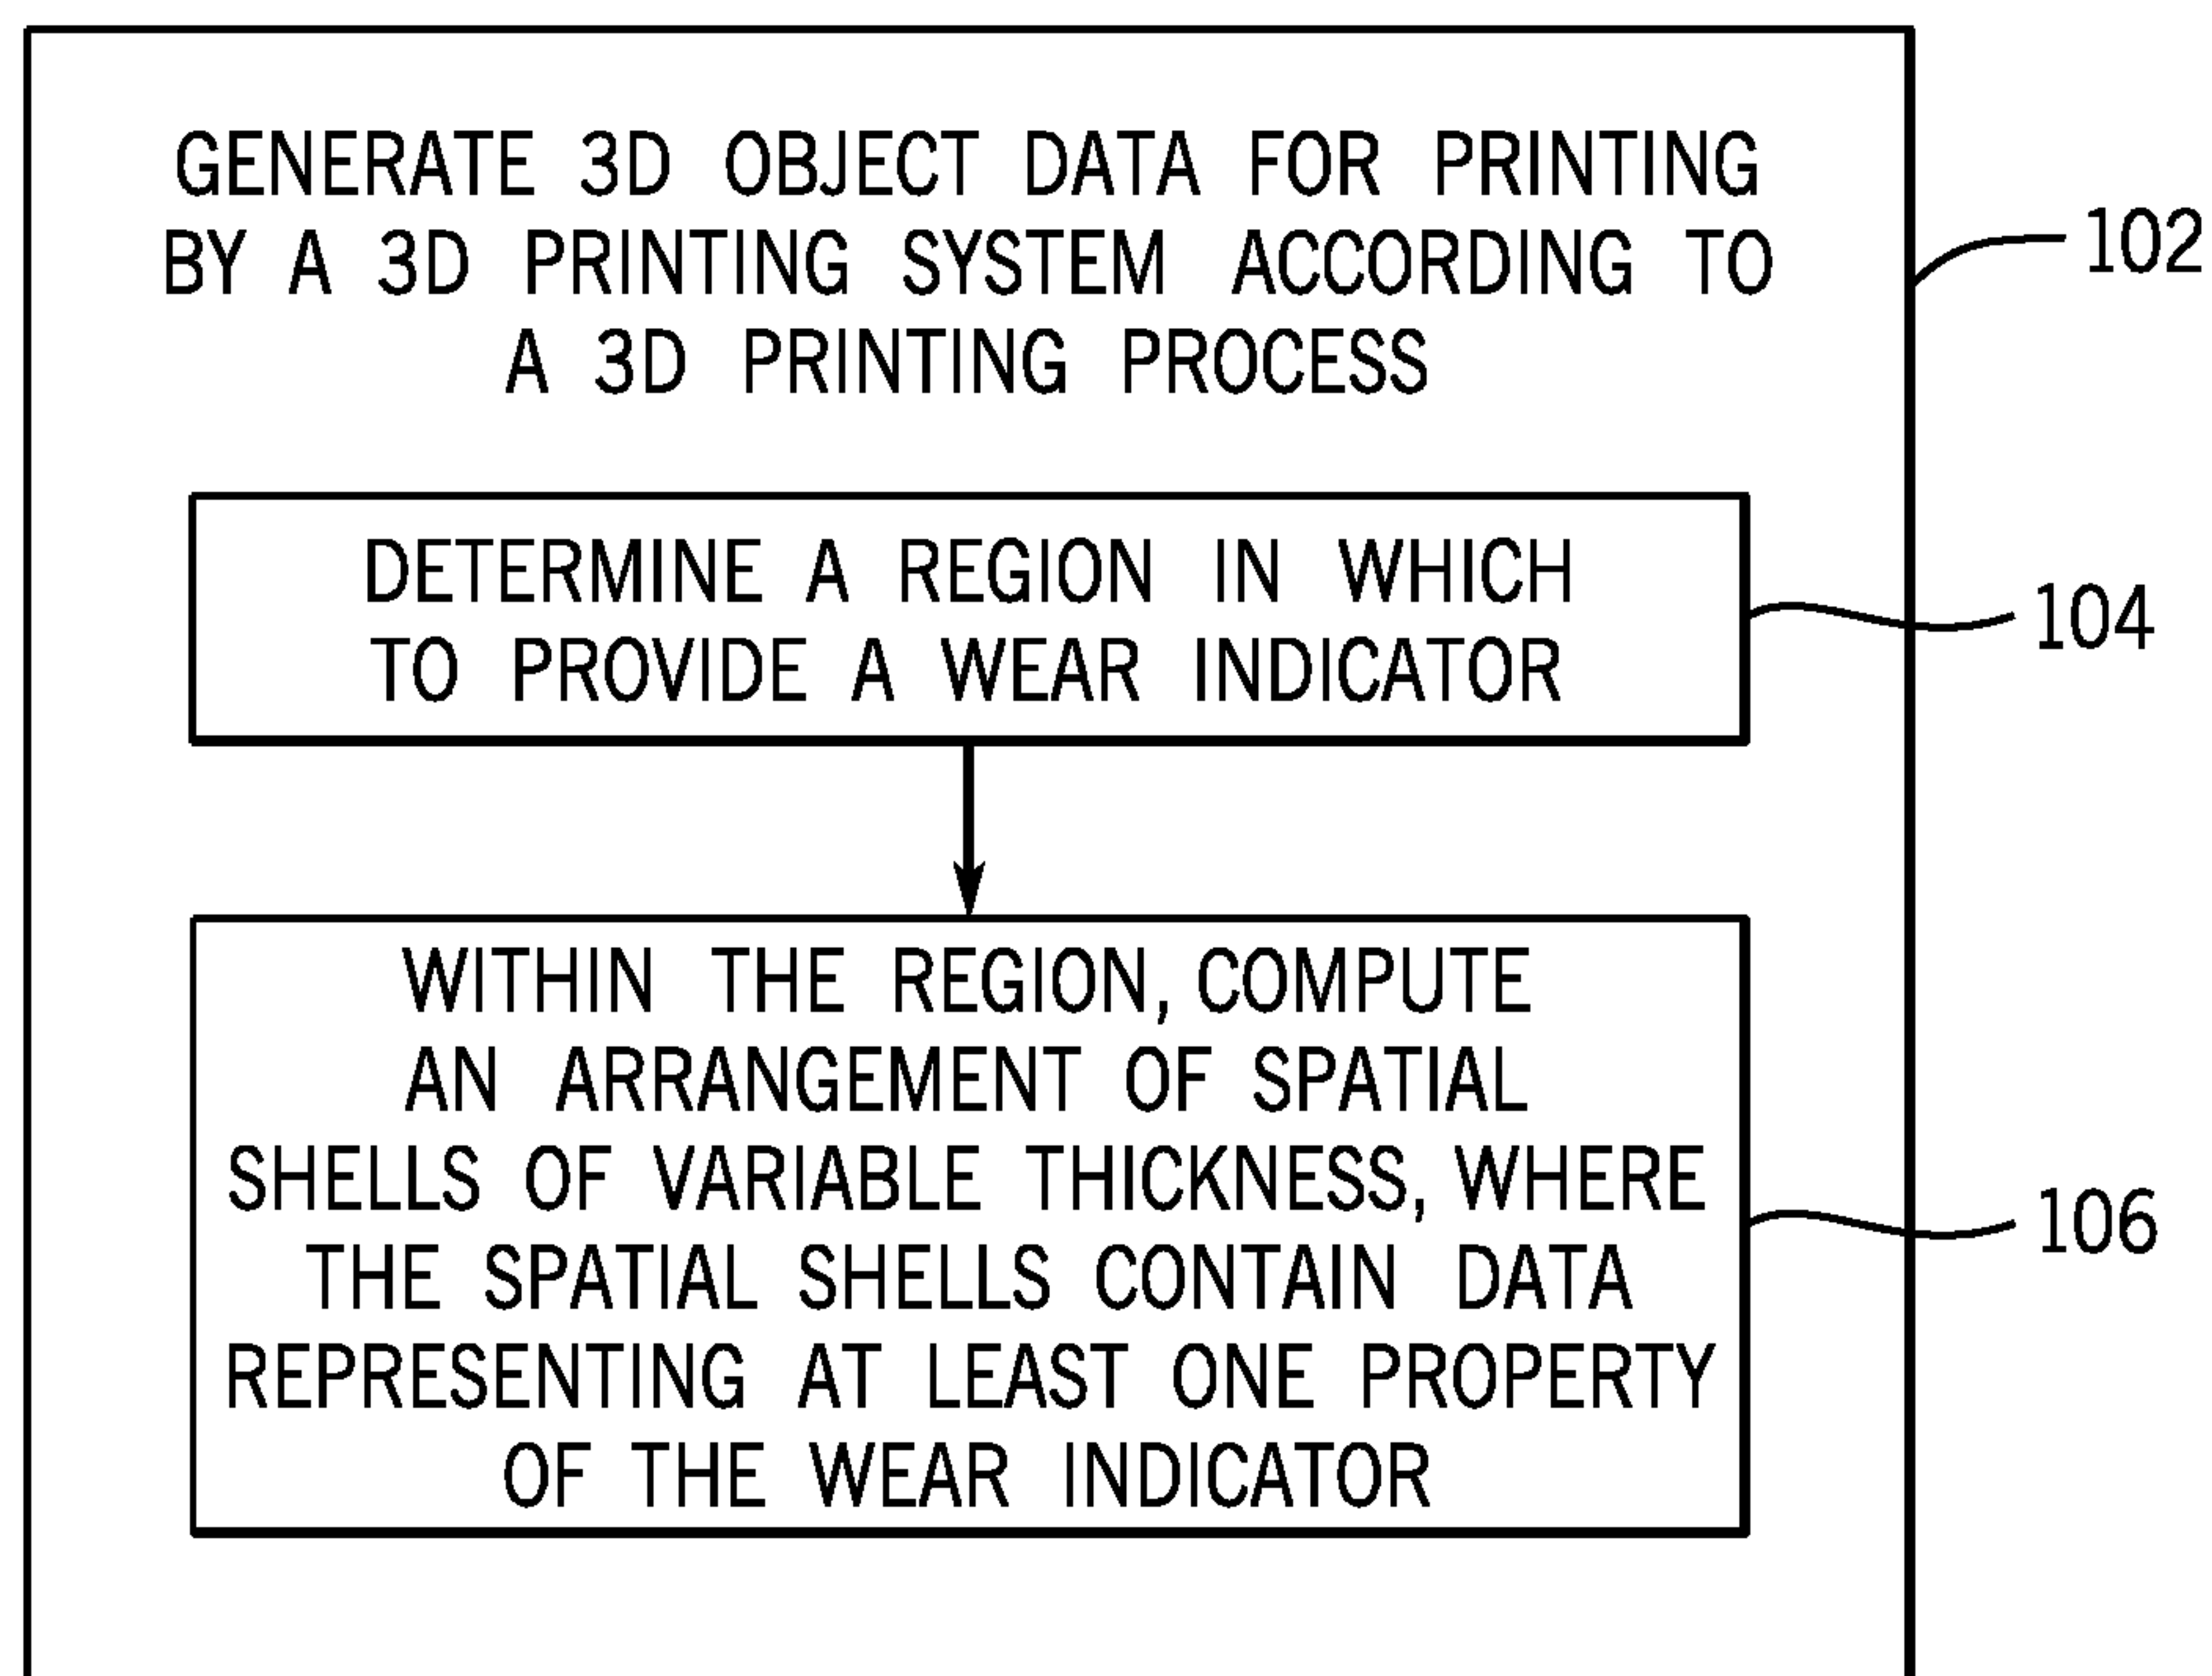 GENERATE 3D OBJECT DATA FOR PRINTING
BY A 3D PRINTING SYSTEM ACCORDING TO
A 3D PRINTING PROCESS
102
DETERMINE A REGION IN WHICH
TO PROVIDE A WEAR INDICATOR
104
WITHIN THE REGION, COMPUTE
AN ARRANGEMENT OF SPATIAL
SHELLS OF VARIABLE THICKNESS, WHERE
THE SPATIAL SHELLS CONTAIN DATA
REPRESENTING AT LEAST ONE PROPERTY
OF THE WEAR INDICATOR
106